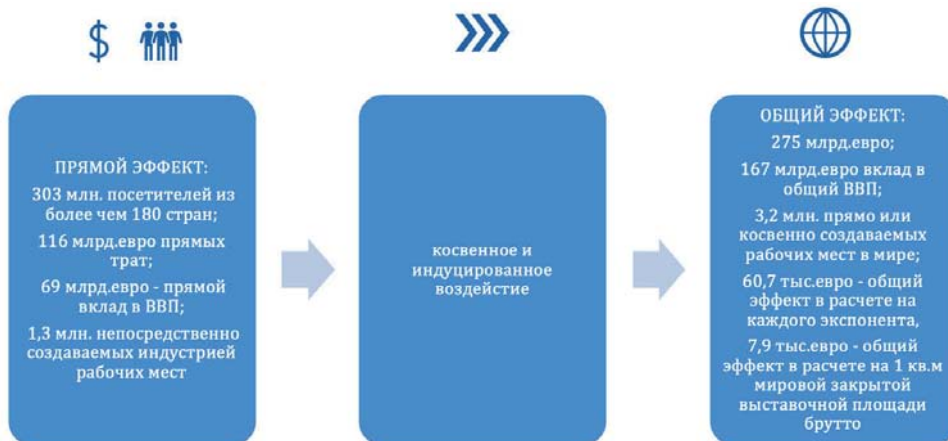 ПРЯМОЙ ЭФФЕКТ:
303 млн. посетителей из
более чем 180 стран;
116 млрд.евро прямых
трат;
69 млрд.евро - прямой
вклад в ВВП;
1,3 млн. непосредственно
создаваемых индустрией
рабочих мест
косвенное и
индуцированное
воздейстие
ОБЩИЙ ЭФФЕКТ:
275 млрд.евро;
167 млрд.евро вклад в
общий ВВП;
3,2 млн. прямо или
косвенно создаваемых
рабочих мест в мире;
60,7 тыс.евро - общий
эффект в расчете на
каждого экспонента,
7,9 тыс.евро - общий
эффект в расчете на 1 кв.м
мировой закрытой
выставочной площади
брутто